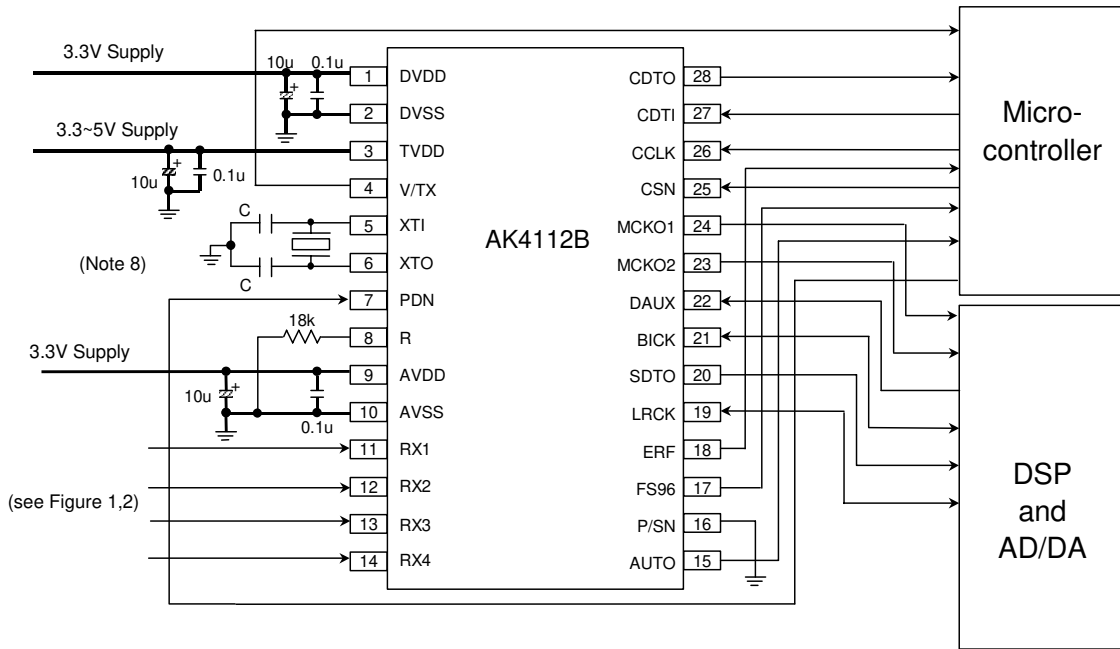 3.3V Supply
10u
+
0.1u
1
DVDD
2
DVSS
3.3~5V Supply
3
TVDD
10u
+
0.1u
4
V/TX
C
5
XTI
(Note 8)
C
6
XTO
7
PDN
18k
8
R
3.3V Supply
9
AVDD
10u
+
0.1u
10
AVSS
11
RX1
12
RX2
(see Figure 1,2)
13
RX3
14
RX4
AK4112B
CDTO
28
CDTI
27
CCLK
26
CSN
25
MCKO1
24
MCKO2
23
DAUX
22
BICK
21
SDTO
20
LRCK
19
ERF
18
FS96
17
P/SN
16
AUTO
15
Micro-
controller
DSP
and
AD/DA